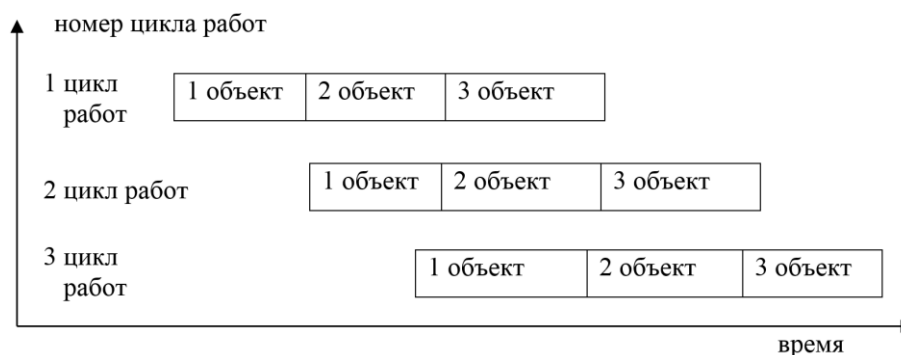 номер цикла работ
1 цикл
работ
1 объект
2 объект
3 объект
2 цикл работ
1 объект
2 объект
3 объект
3 цикл
работ
1 объект
2 объект
3 объект
время